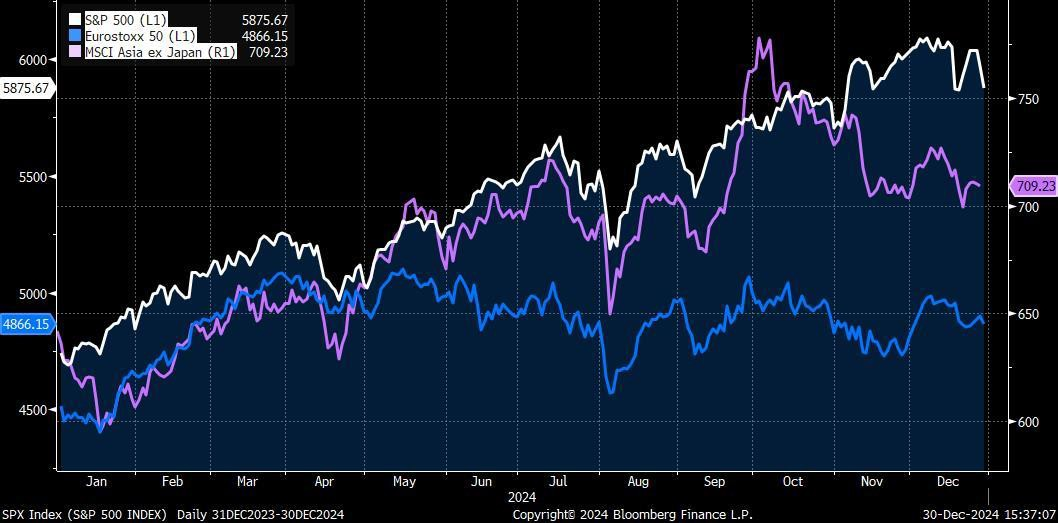 S&P 500 (L1) 5875.67
Eurostoxx 50 (L1) 4866.15
MSCI Asia ex Japan (R1) 709.23
6000
5875.67
5500
5000
4866.15
4500
750
709.23
700
650
600
Jan Feb Mar Apr May Jun Jul Aug Sep Oct Nov Dec
2024
SPX Index (S&P 500 INDEX) Daily 31DEC2023-30DEC2024 Copyright© 2024 Bloomberg Finance L.P. 30-Dec-2024 15:37:07